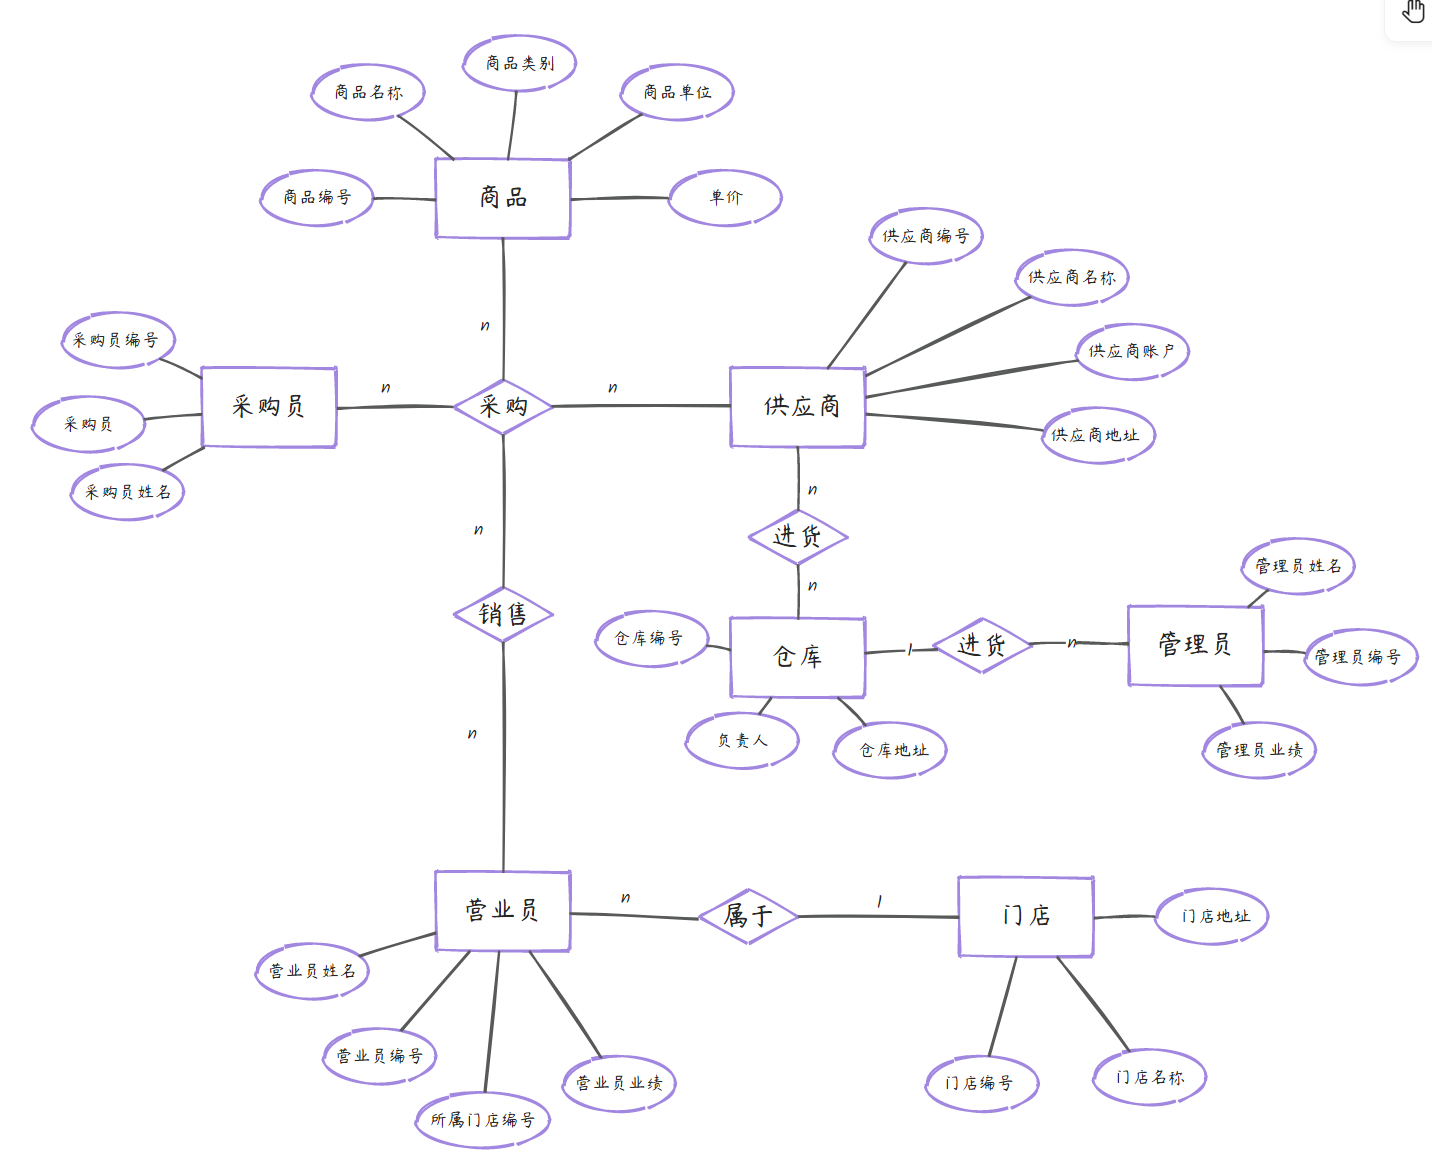 商品类别
商品名称
商品单位
商品编号
商品
单价
供应商编号
供应商名称
n
采购员编号
供应商账户
n
n
采购员
采购
供应商
采购员
供应商地址
采购员姓名
n
n
进货
管理员姓名
n
销售
仓库编号
仓库
1
进货
n
管理员
管理员编号
n
负责人
仓库地址
管理员业绩
n
1
营业员
属于
门店
门店地址
营业员姓名
营业员编号
营业员业绩
门店编号
门店名称
所属门店编号